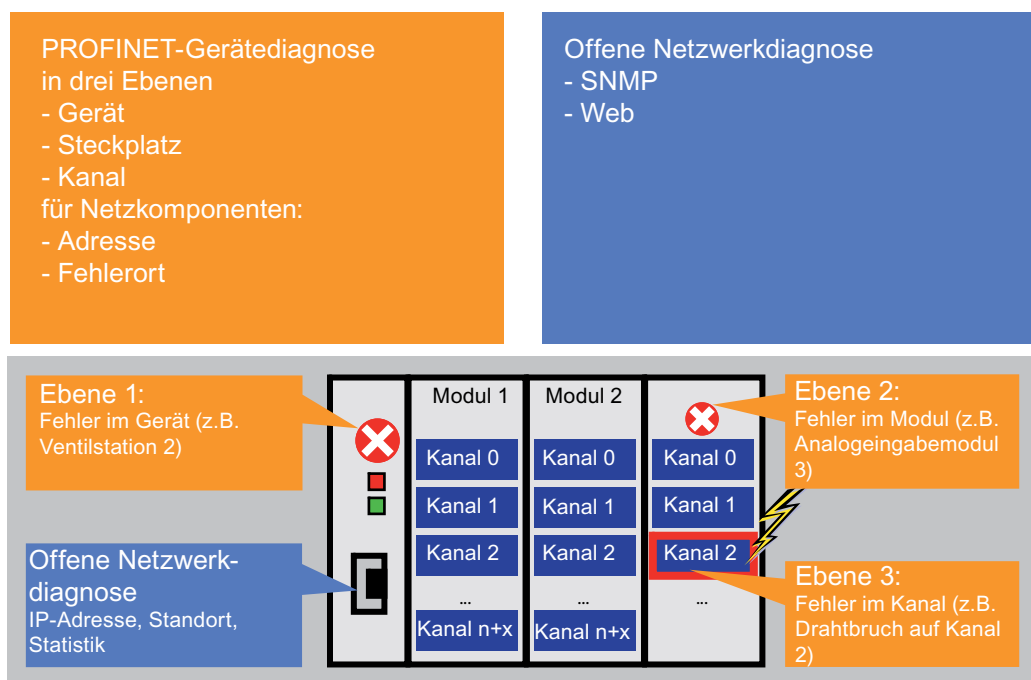 PROFINET-Gerätediagnose
in drei Ebenen
- Gerät
- Steckplatz
- Kanal
für Netzkomponenten:
- Adresse
- Fehlerort
Offene Netzwerkdiagnose
- SNMP
- Web
Ebene 1:
Fehler im Gerät (z.B.
Ventilstation 2)
Offene Netzwerk-
diagnose
IP-Adresse, Standort,
Statistik
Modul 1
Kanal 0
Kanal 1
Kanal 2
...
Kanal n+x
Modul 2
Kanal 0
Kanal 1
Kanal 2
...
Kanal n+x
Kanal 0
Kanal 1
Kanal 2
...
Ebene 2:
Fehler im Modul (z.B.
Analogeingabemodul
3)
Ebene 3:
Fehler im Kanal (z.B.
Drahtbruch auf Kanal
2)